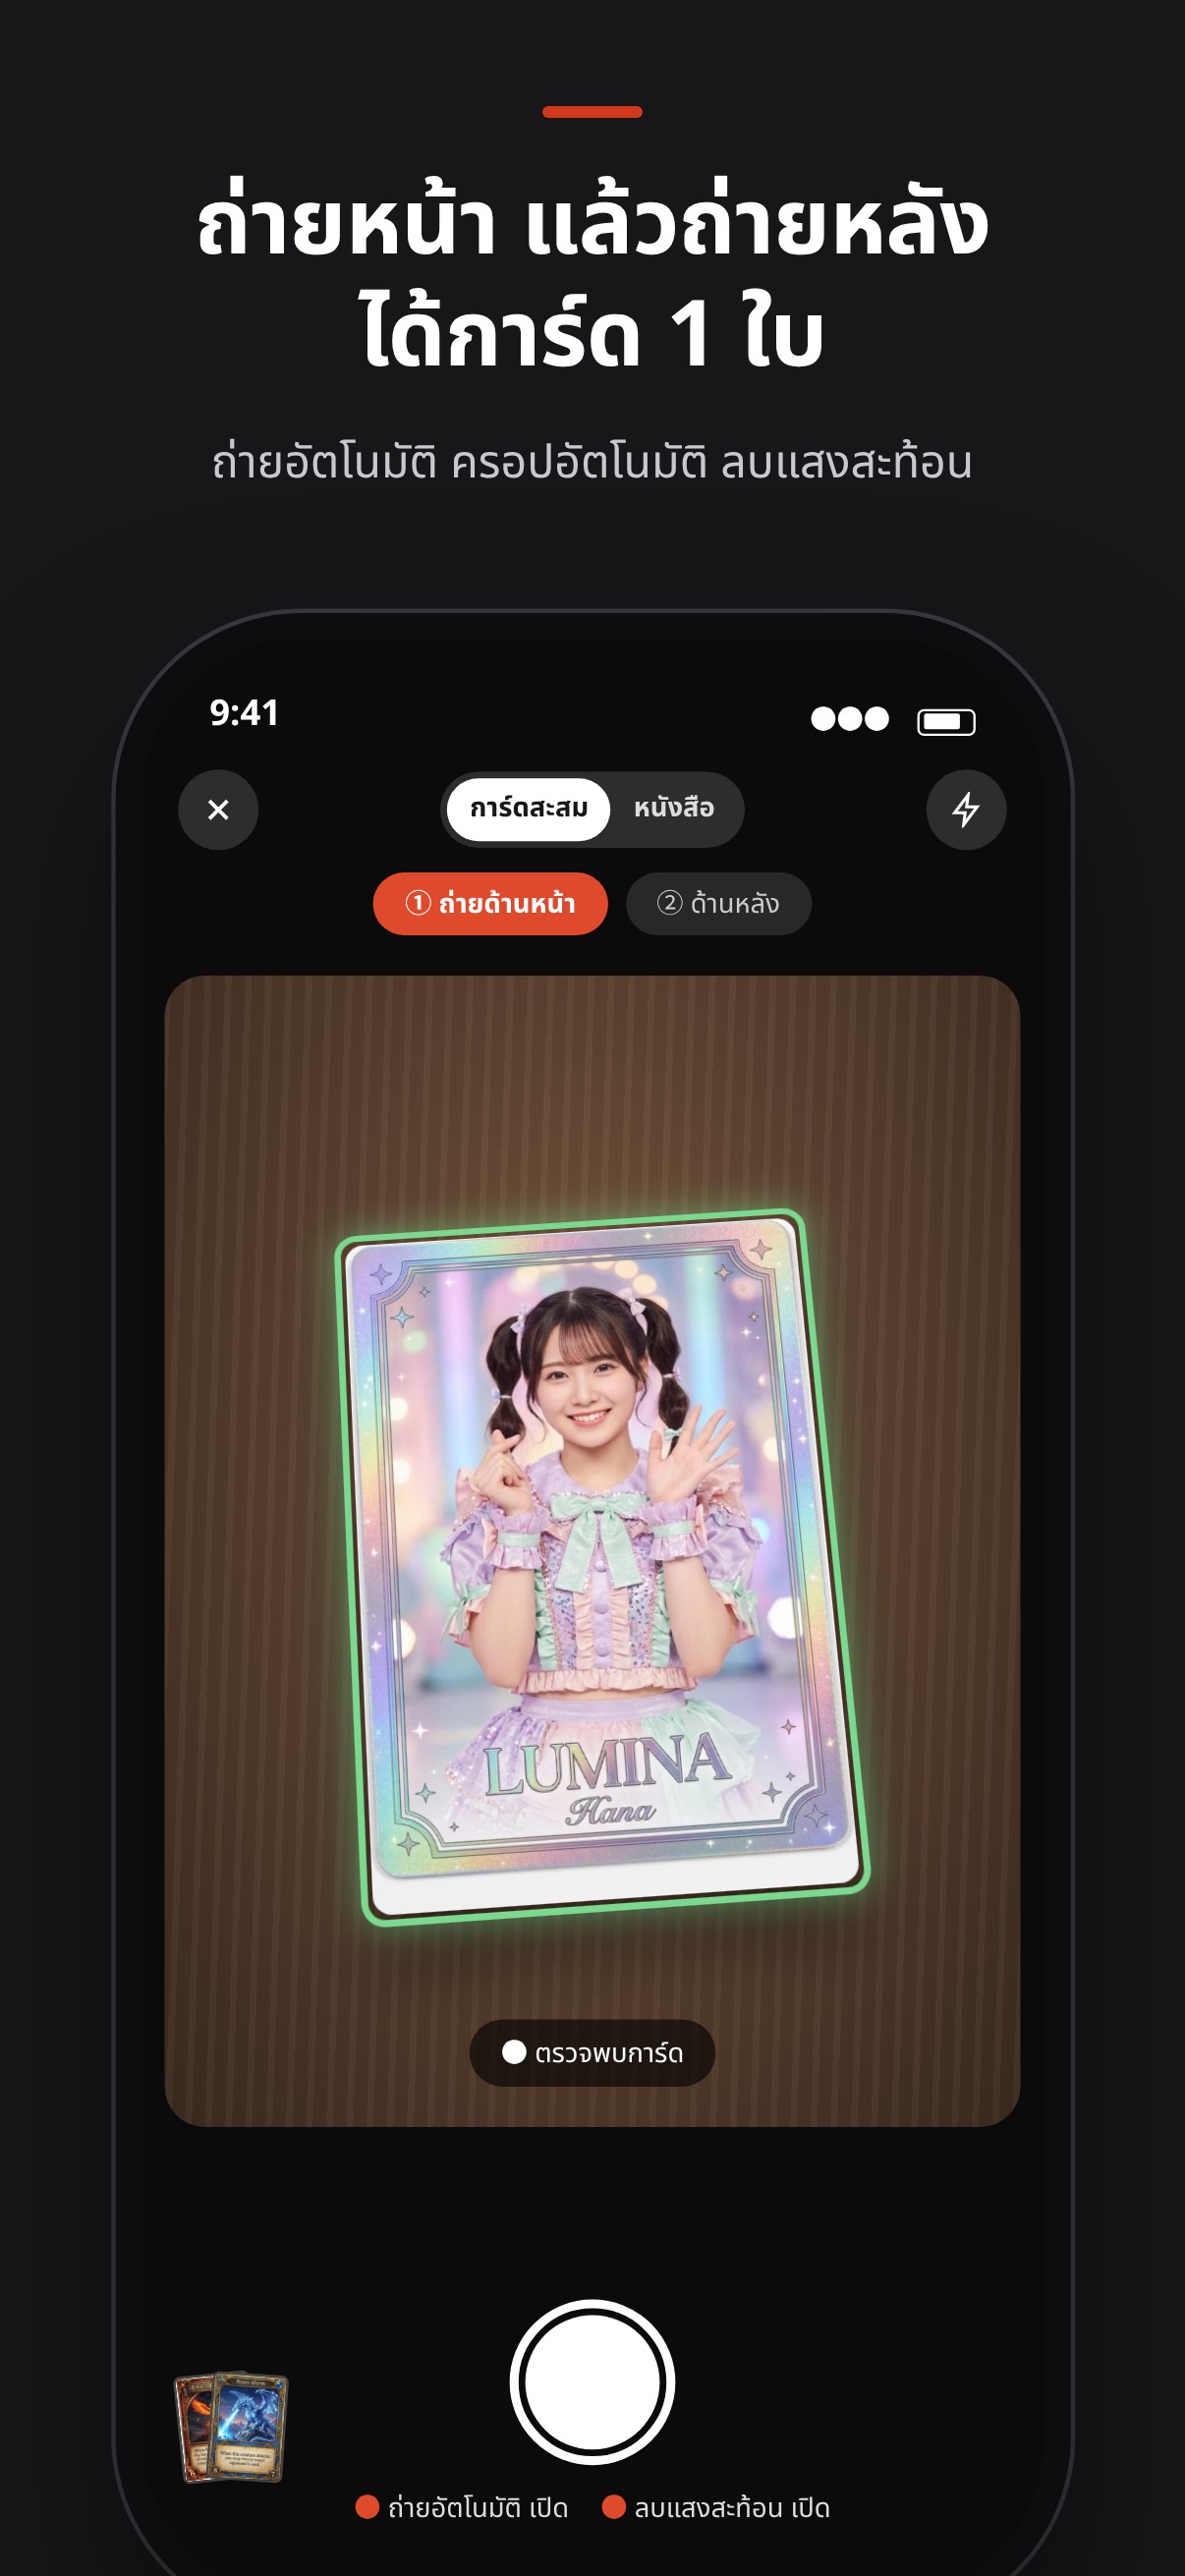 ถ่ายหน้า แล้วถ่ายหลัง
ได้การ์ด 1 ใบ
ถ่ายอัตโนมัติ ครอปอัตโนมัติ ลบแสงสะท้อน
9:41
การ์ดสะสม หนังสือ
① ถ่ายด้านหน้า ② ด้านหลัง
LUMINA
Hana
ตรวจพบการ์ด
ถ่ายอัตโนมัติ เปิด ลบแสงสะท้อน เปิด